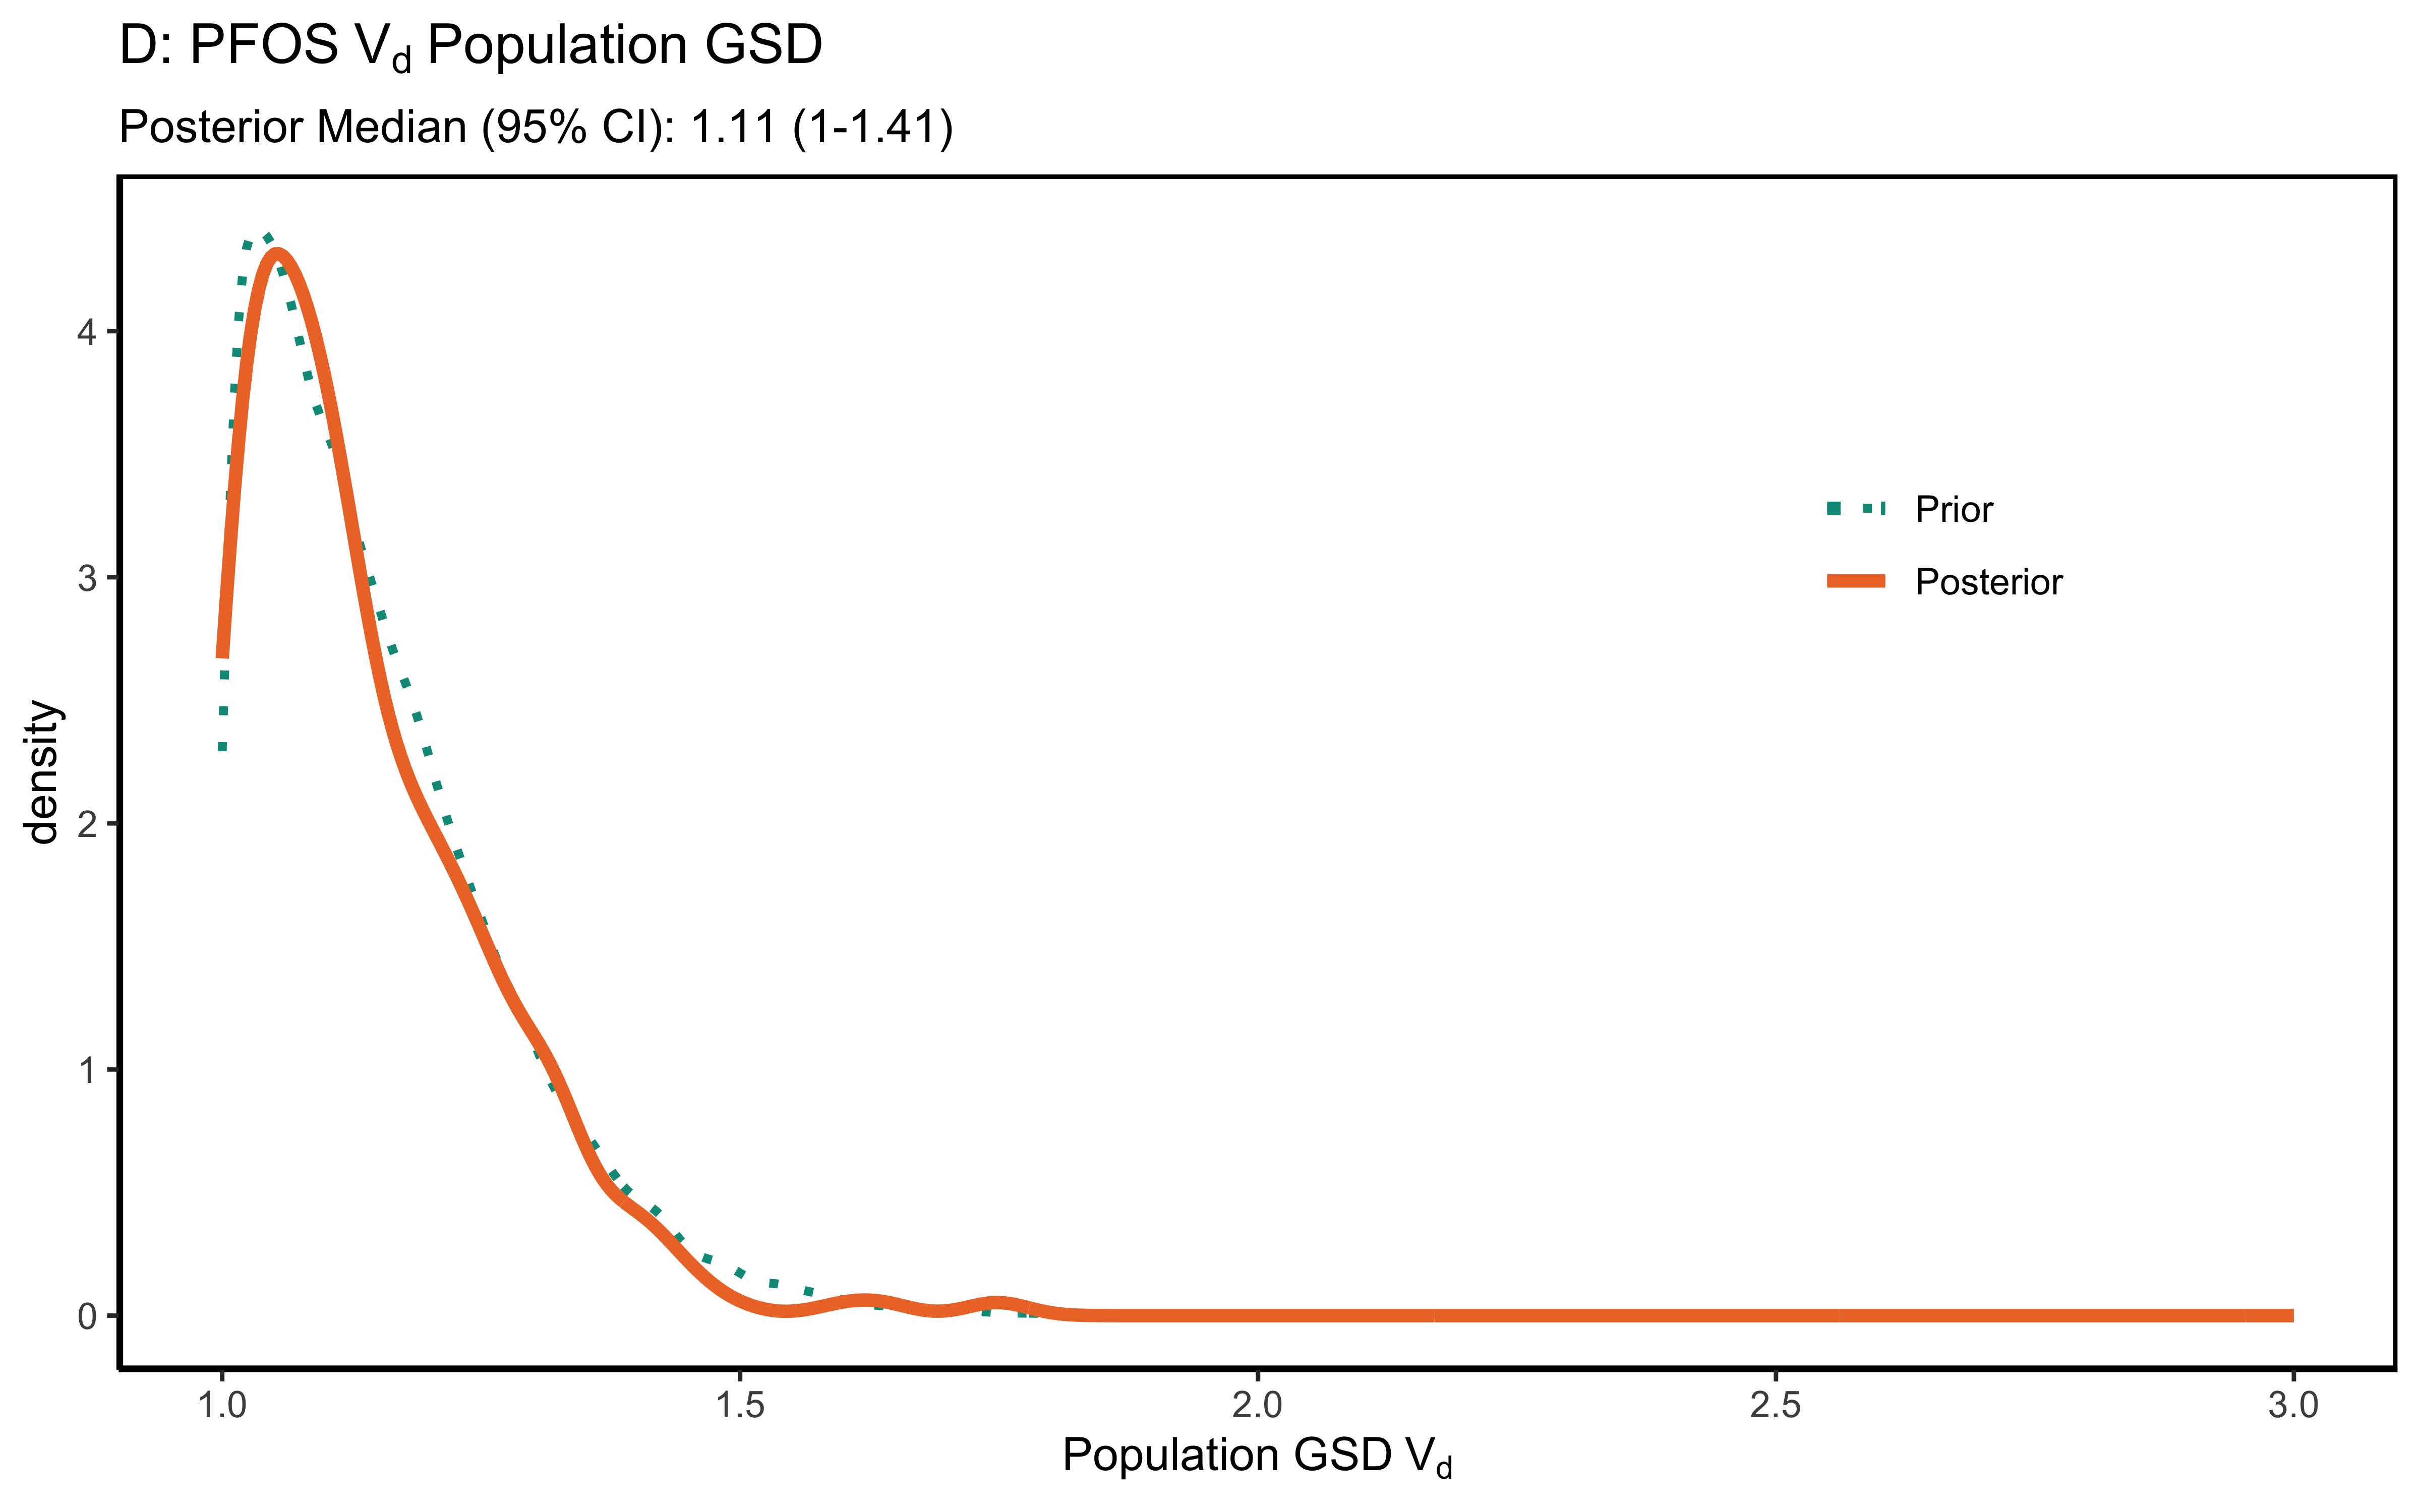 D: PFOS Vd Population GSD
Posterior Median (95% CI): 1.11 (1-1.41)
density
4
3
2
1
0
Prior
Posterior
1.0 1.5 2.0 2.5 3.0
Population GSD Vd